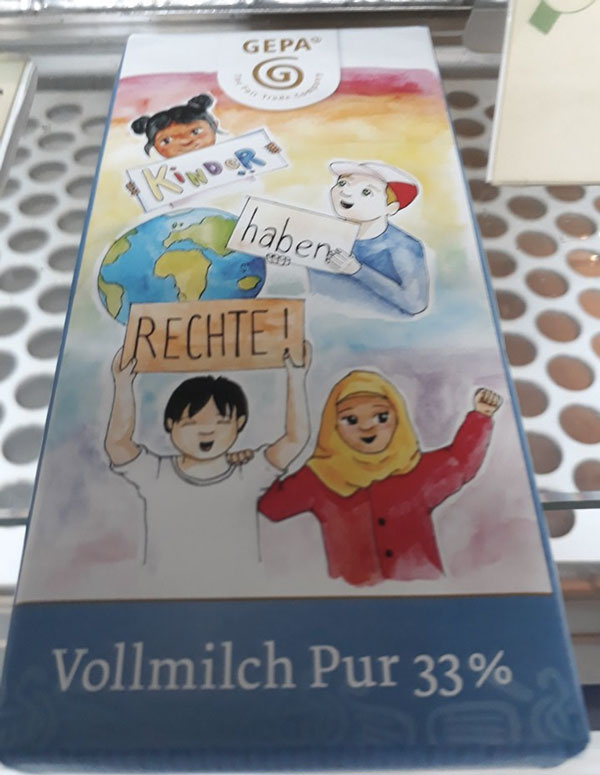 GEPA®
The Fair Trade Company
KINDER
haben
RECHTE!
Vollmilch Pur 33%